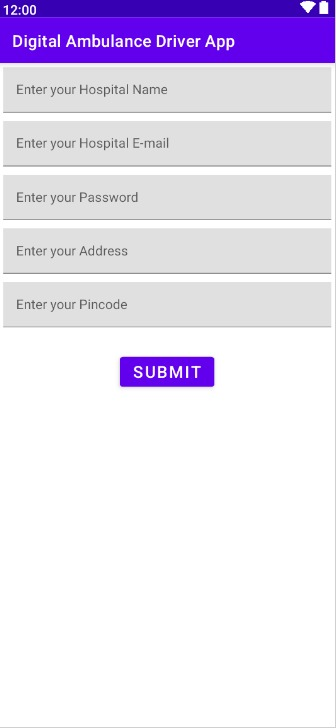 12:00
Digital Ambulance Driver App
Enter your Hospital Name
Enter your Hospital E-mail
Enter your Password
Enter your Address
Enter your Pincode
SUBMIT